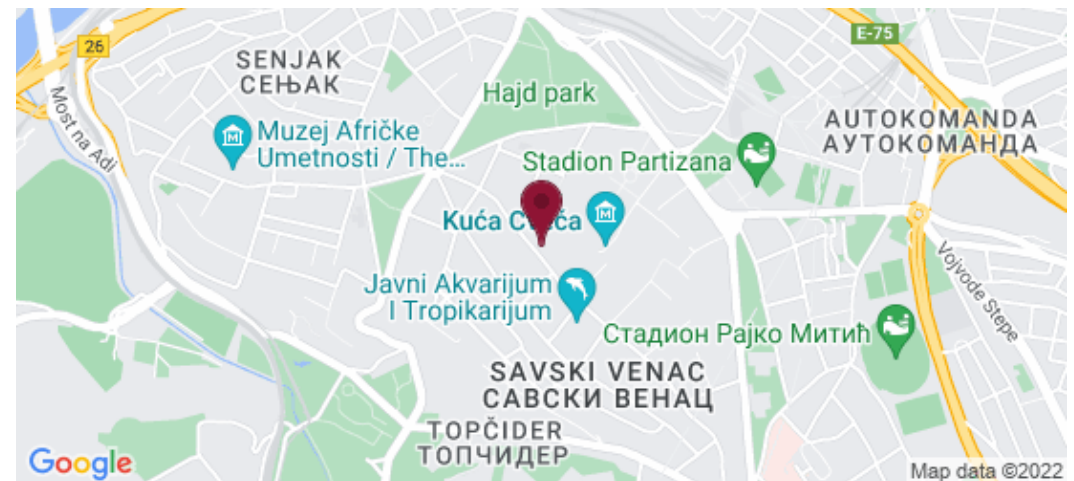 26
E-75
SENJAK
СЕЊАК
Hajd park
Most na Adi
Muzej Afričke
Umetnosti / The...
AUTOKOMANDA
АУТОКОМАНДА
Stadion Partizana
Kuća
Javni Akvarijum
I Tropikarijum
Vojvode Stepe
Стадион Рајко Митић
SAVSKI VENAC
САВСКИ ВЕНАЦ
TOPČIDER
ТОПЧИДЕР
Google
Map data ©2022